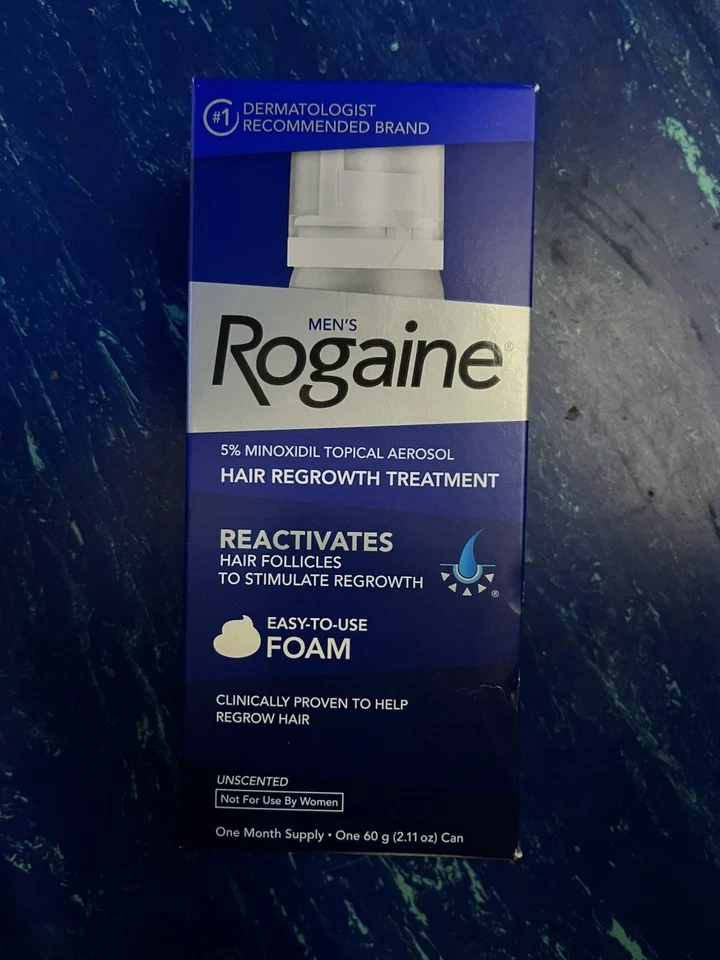 #1 DERMATOLOGIST
RECOMMENDED BRAND
MEN'S
Rogaine®
5% MINOXIDIL TOPICAL AEROSOL
HAIR REGROWTH TREATMENT
REACTIVATES
HAIR FOLLICLES
TO STIMULATE REGROWTH
®
EASY-TO-USE
FOAM
CLINICALLY PROVEN TO HELP
REGROW HAIR
UNSCENTED
Not For Use By Women
One Month Supply • One 60 g (2.11 oz) Can